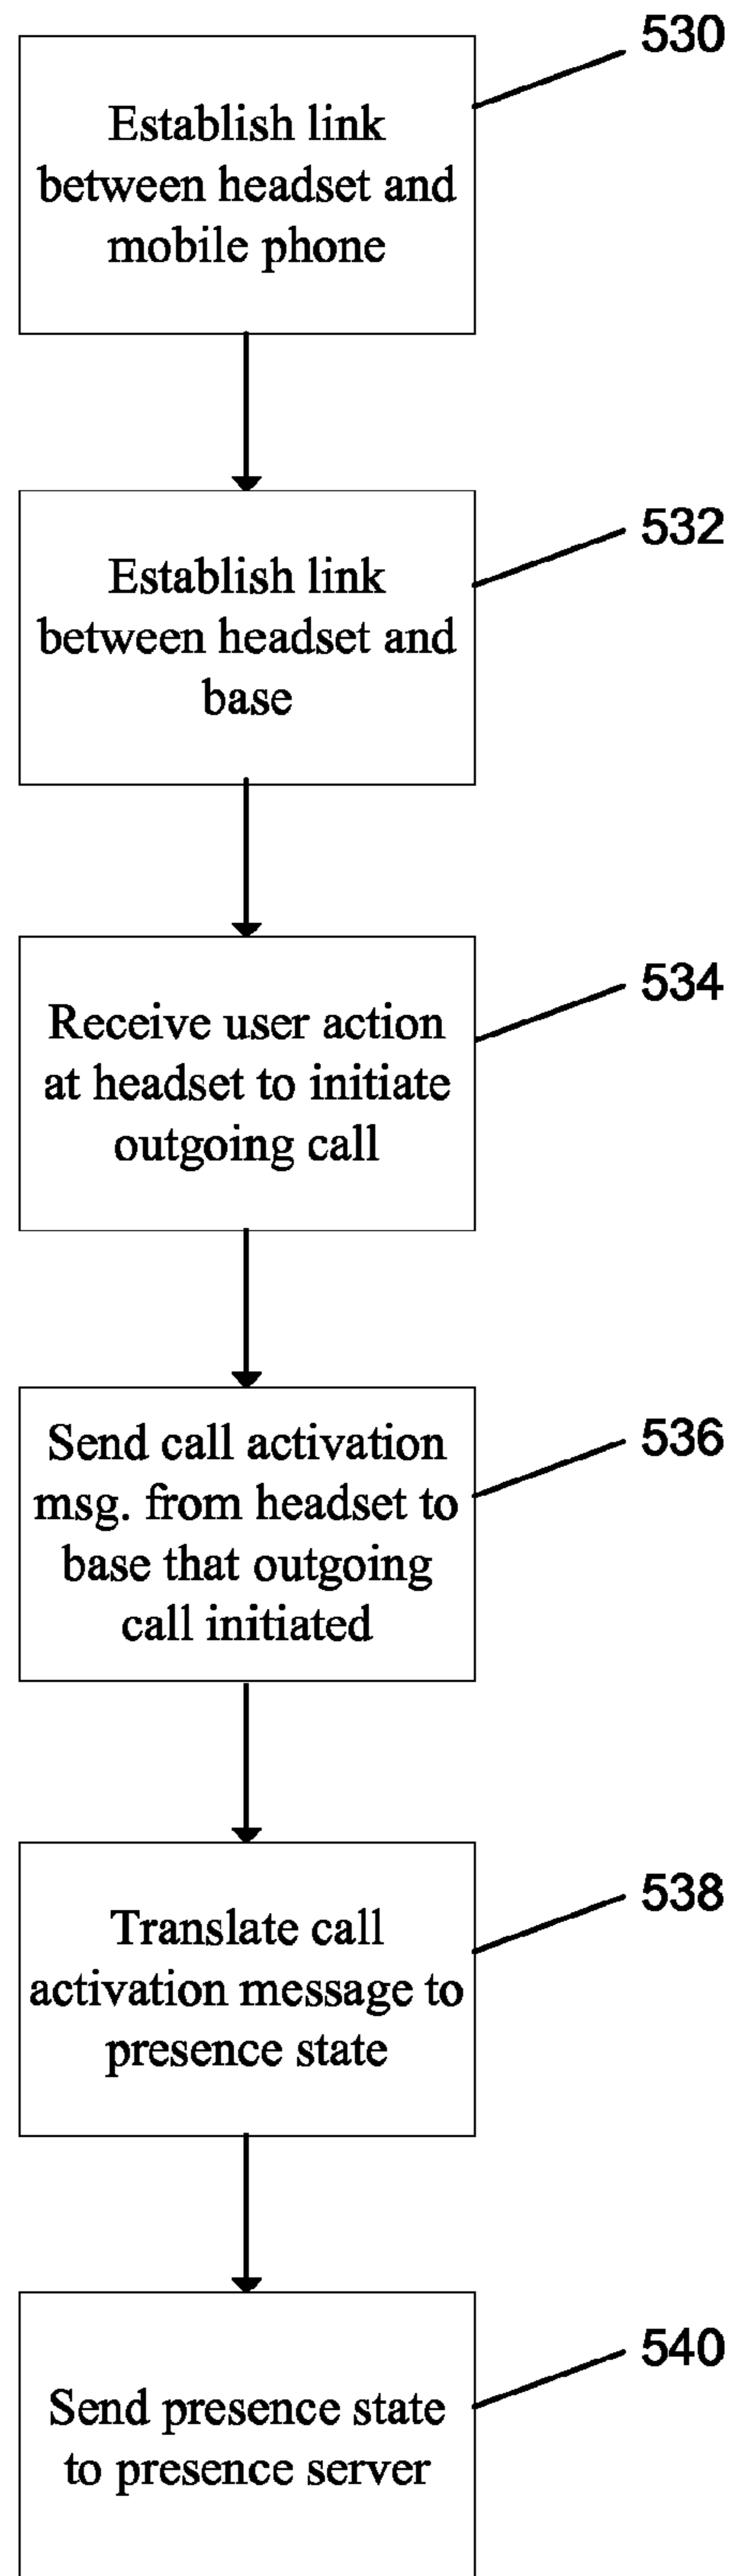 530
Establish link
between headset and
mobile phone
532
Establish link
between headset and
base
534
Receive user action
at headset to initiate
outgoing call
536
Send call activation
msg. from headset to
base that outgoing
call initiated
538
Translate call
activation message to
presence state
540
Send presence state
to presence server